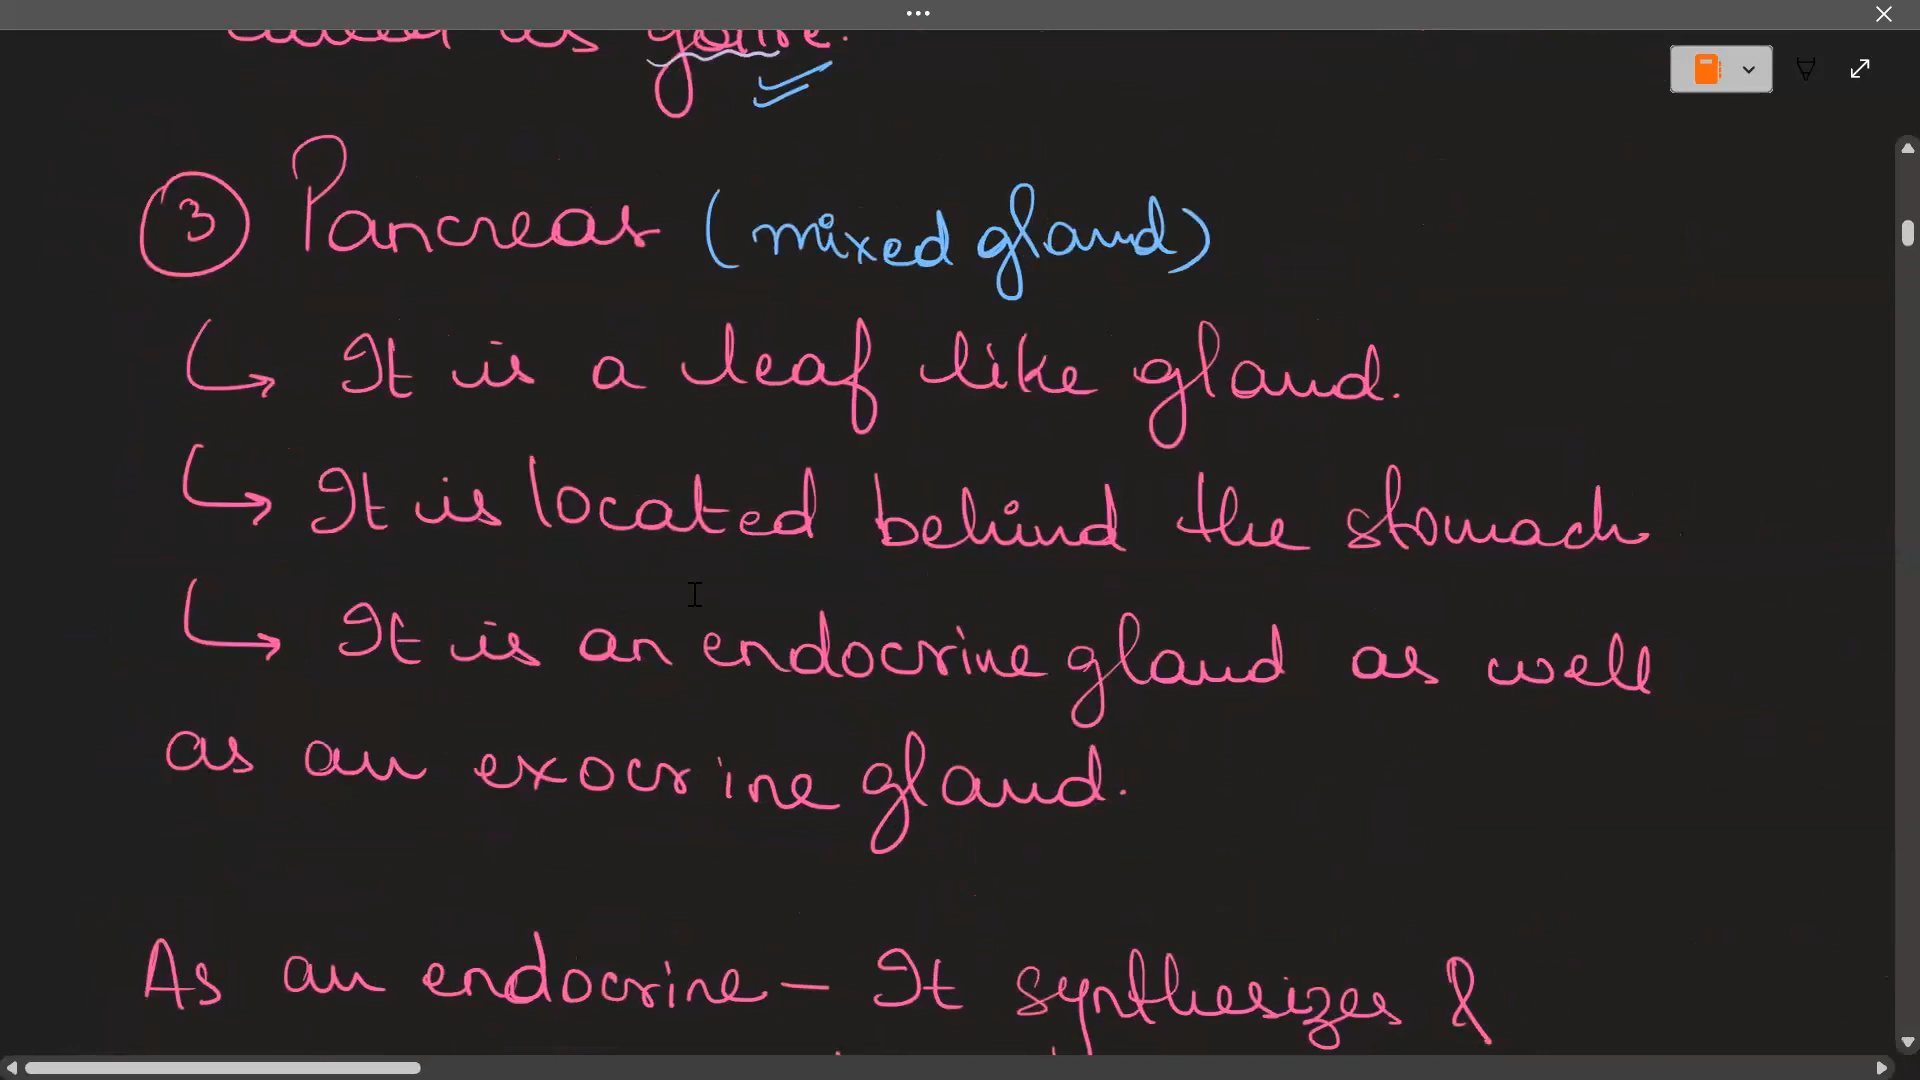 as
③ Pancreas (mixed gland)
↳ It is a leaf like gland.
↳ It is located behind the stomach
↳ It is an endocrine gland as well
as an exocrine gland.
As an endocrine — It synthesizes &